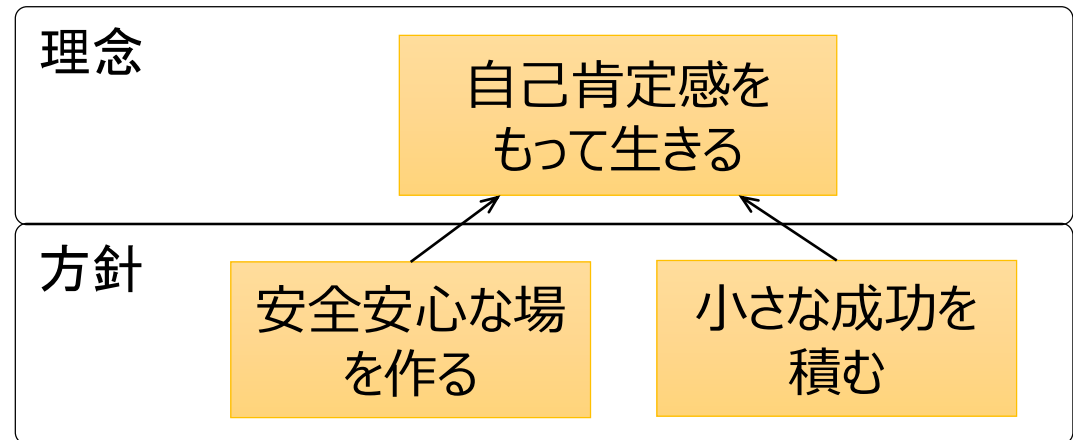 理念
自己肯定感を
もって生きる
方針
安全安心な場
を作る
小さな成功を
積む